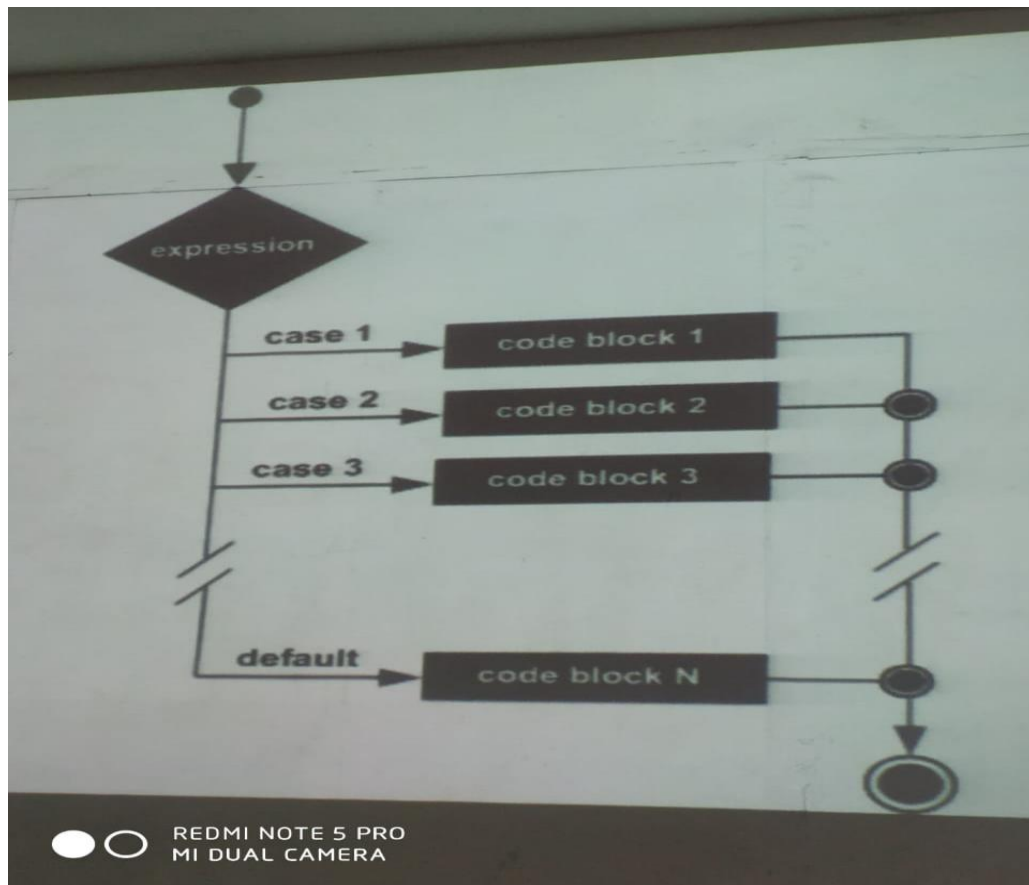 expression
case 1
code block 1
case 2
code block 2
case 3
code block 3
default
code block N
REDMI NOTE 5 PRO
MI DUAL CAMERA